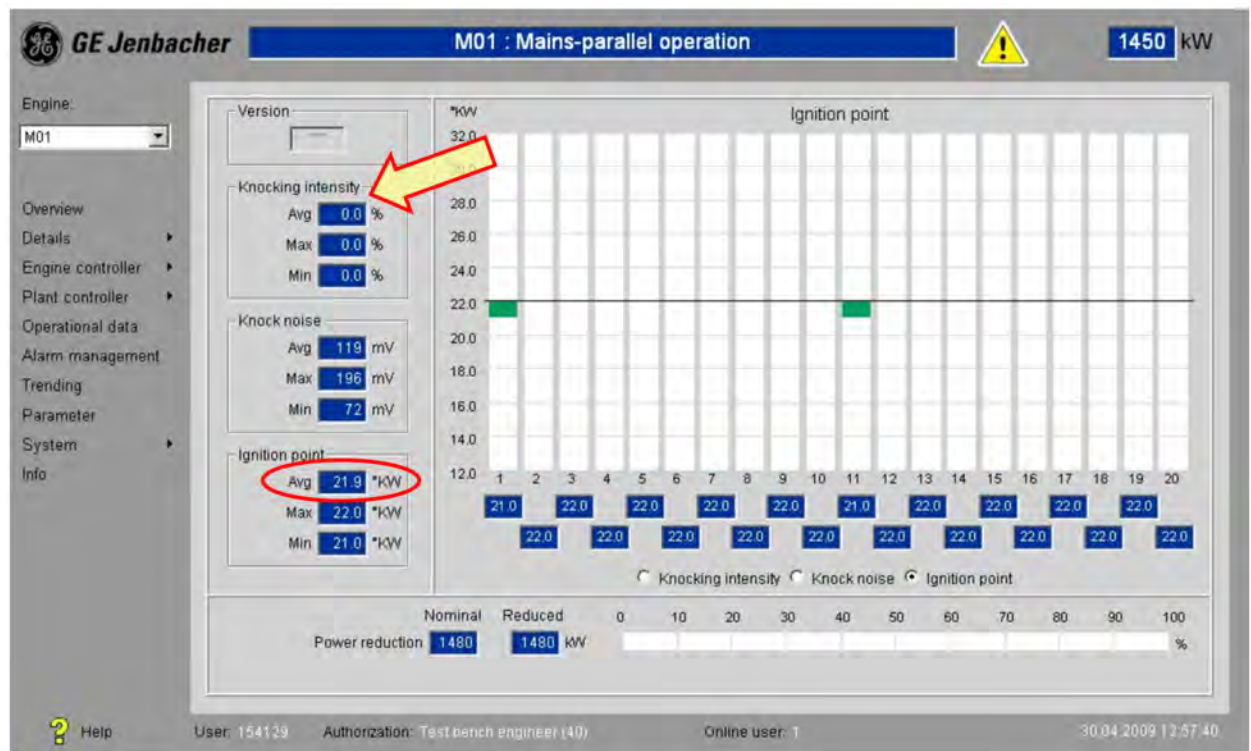 GE Jenbacher
M01 : Mains-parallel operation
1450 kW
Engine:
M01
Overview
Details
Engine controller
Plant controller
Operational data
Alarm management
Trending
Parameter
System
Info
Version
Knocking intensity
Avg 0.0 %
Max 0.0 %
Min 0.0 %
Knock noise
Avg 119 mV
Max 196 mV
Min 72 mV
Ignition point
Avg 21.9 °KW
Max 22.0 °KW
Min 21.0 °KW
°KW
Ignition point
32.0
28.0
26.0
24.0
22.0
20.0
18.0
16.0
14.0
12.0
1 2 3 4 5 6 7 8 9 10 11 12 13 14 15 16 17 18 19 20
21.0 22.0 22.0 22.0 22.0 21.0 22.0 22.0 22.0 22.0
22.0 22.0 22.0 22.0 22.0 22.0 22.0 22.0 22.0 22.0
Knocking intensity Knock noise Ignition point
Nominal Reduced 0 10 20 30 40 50 60 70 80 90 100
Power reduction 1480 1480 kW %
Help
User: 154129 Authorization: Test bench engineer (40) Online user: 1 30.04.2009 13:57:40